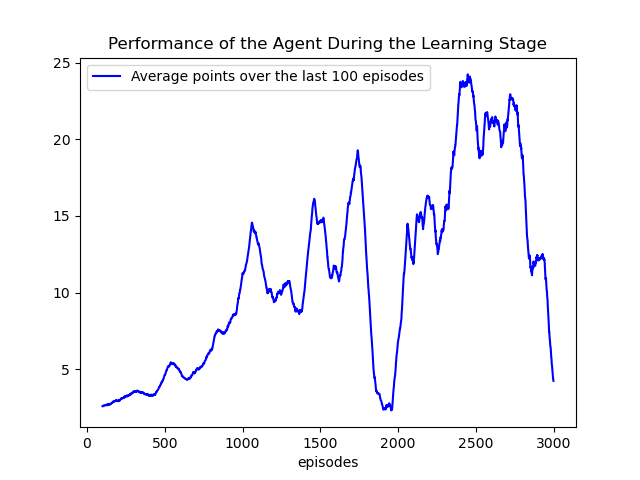 Performance of the Agent During the Learning Stage
Average points over the last 100 episodes
25
20
15
10
5
0 500 1000 1500 2000 2500 3000
episodes